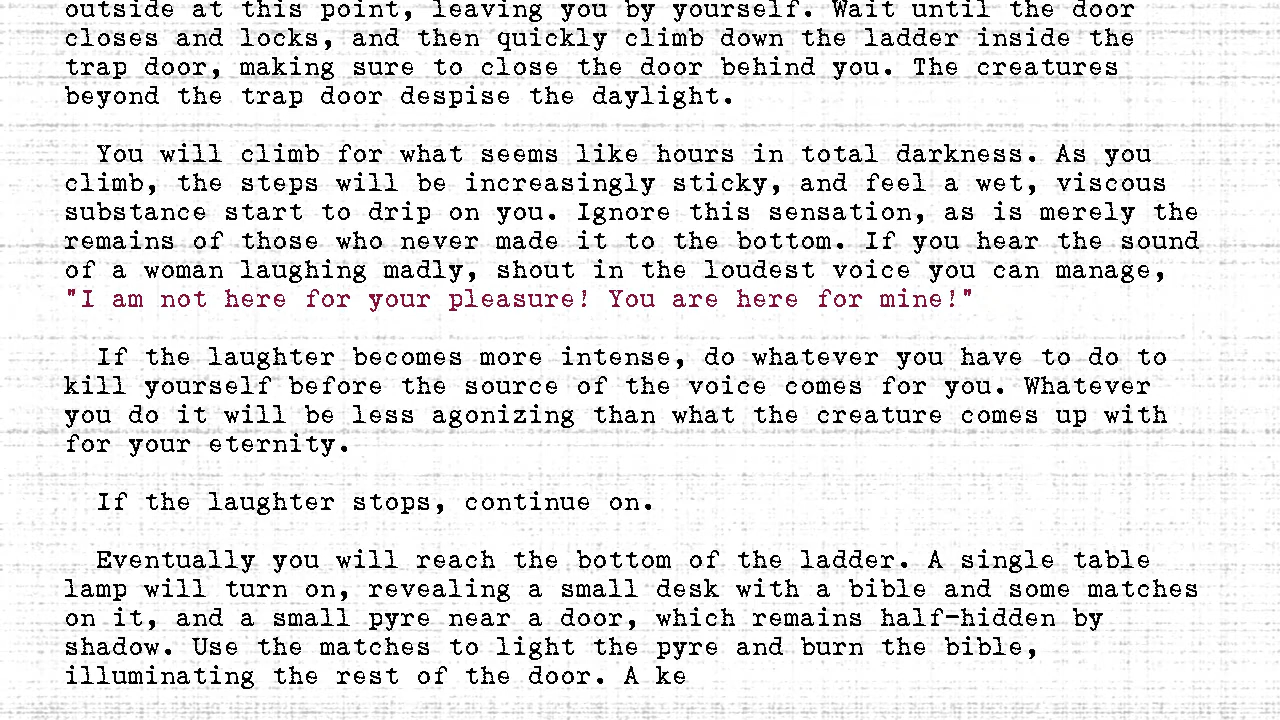 outside at this point, leaving you by yourself. Wait until the door
closes and locks, and then quickly climb down the ladder inside the
trap door, making sure to close the door behind you. The creatures
beyond the trap door despise the daylight.
You will climb for what seems like hours in total darkness. As you
climb, the steps will be increasingly sticky, and feel a wet, viscous
substance start to drip on you. Ignore this sensation, as is merely the
remains of those who never made it to the bottom. If you hear the sound
of a woman laughing madly, shout in the loudest voice you can manage,
"I am not here for your pleasure! You are here for mine!"
If the laughter becomes more intense, do whatever you have to do to
kill yourself before the source of the voice comes for you. Whatever
you do it will be less agonizing than what the creature comes up with
for your eternity.
If the laughter stops, continue on.
Eventually you will reach the bottom of the ladder. A single table
lamp will turn on, revealing a small desk with a bible and some matches
on it, and a small pyre near a door, which remains half-hidden by
shadow. Use the matches to light the pyre and burn the bible,
illuminating the rest of the door. A ke